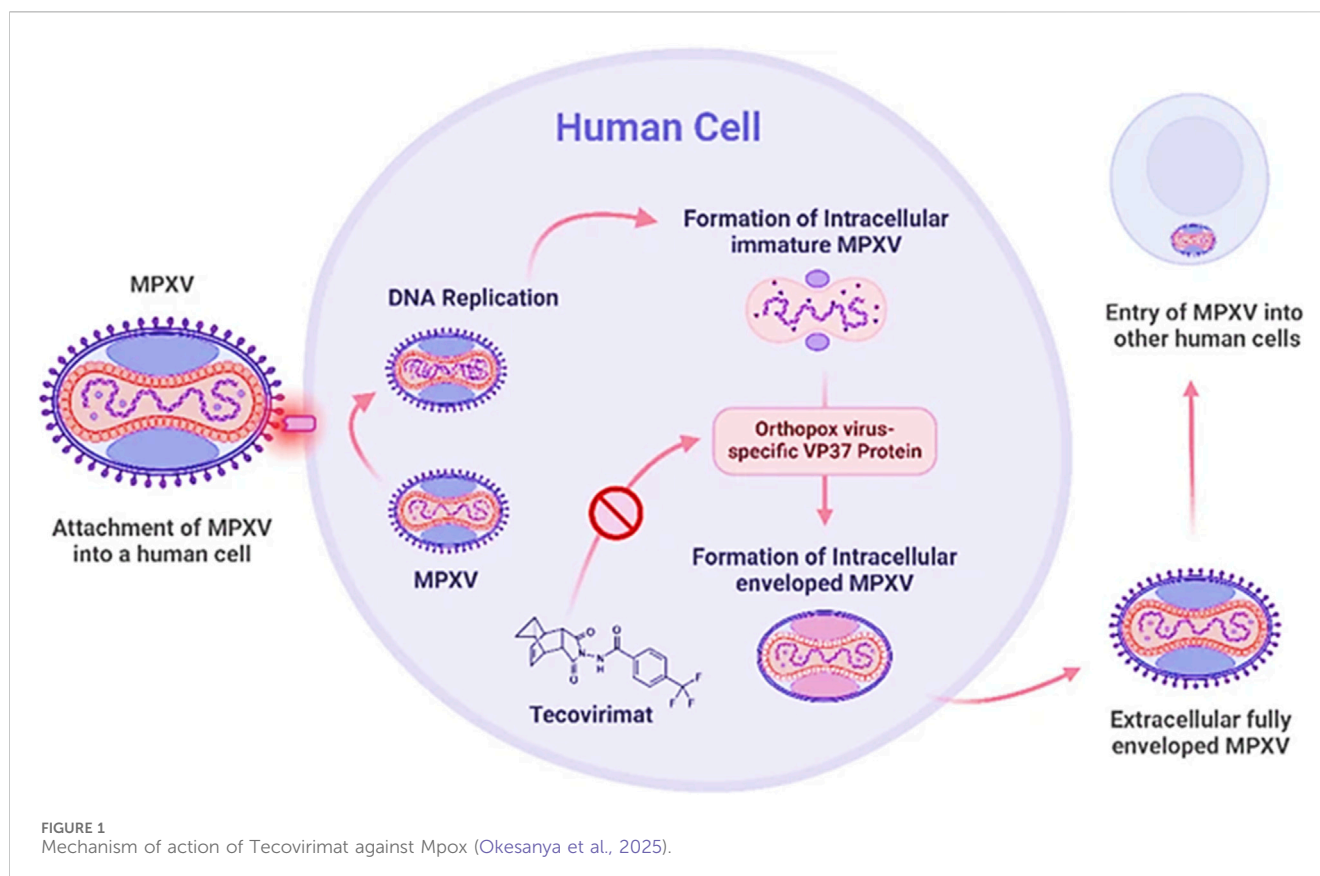 Human Cell
MPXV
Attachment of MPXV
into a human cell
DNA Replication
MPXV
Formation of Intracellular
immature MPXV
Orthopox virus-
specific VP37 Protein
Formation of Intracellular
enveloped MPXV
O
O
N
N
H
O
F
F
F
Tecovirimat
Extracellular fully
enveloped MPXV
Entry of MPXV into
other human cells
FIGURE 1
Mechanism of action of Tecovirimat against Mpox (Okesanya et al., 2025).